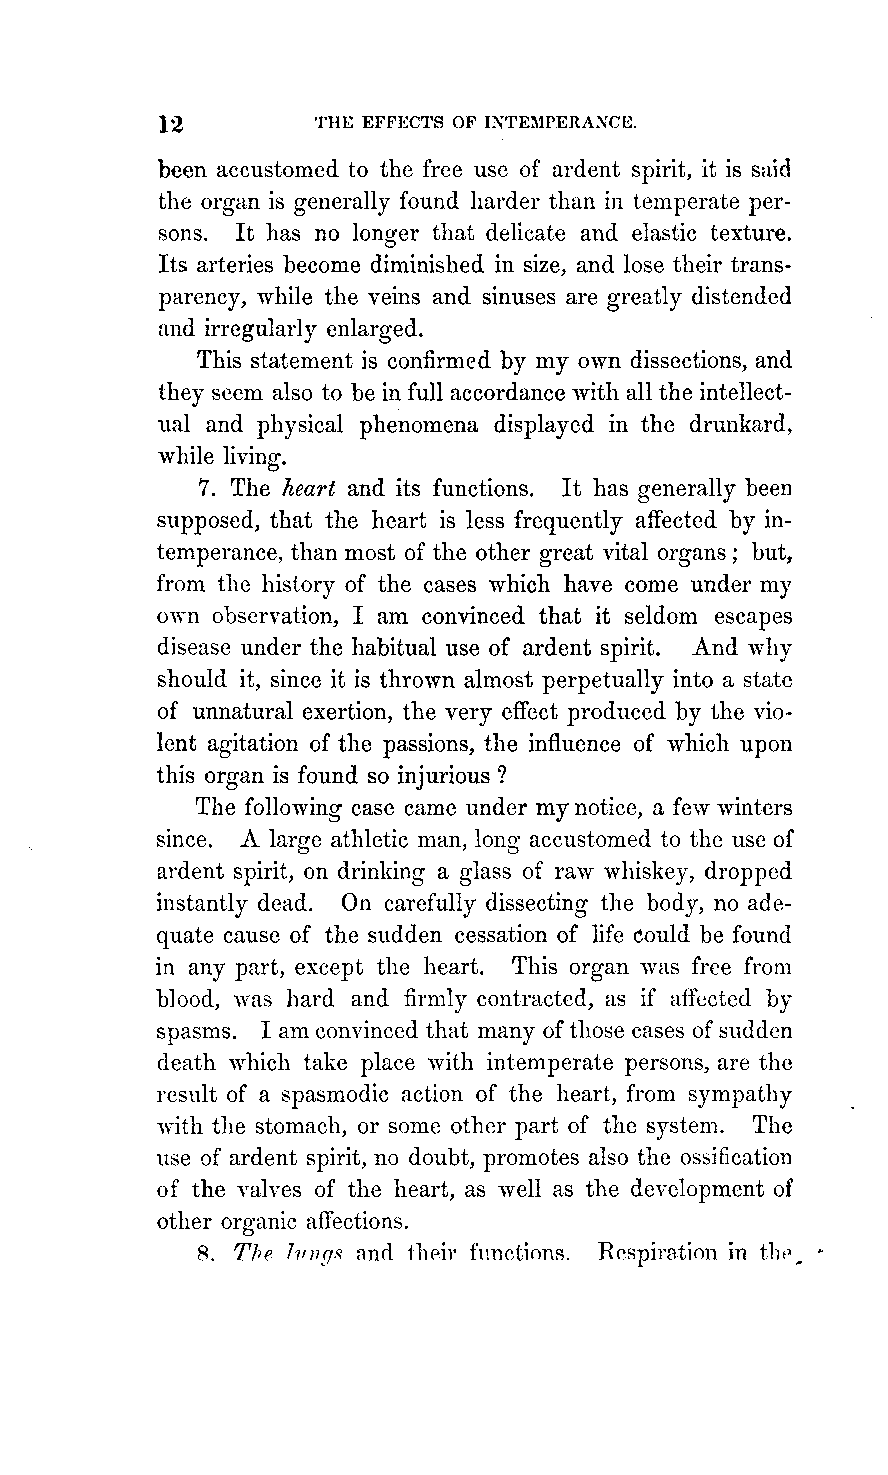 12 THE EFFECTS OF INTEMPERANCE.
been accustomed to the free use of ardent spirit, it is said
the organ is generally found harder than in temperate per-
sons. It has no longer that delicate and elastic texture.
Its arteries become diminished in size, and lose their trans-
parency, while the veins and sinuses are greatly distended
and irregularly enlarged.
This statement is confirmed by my own dissections, and
they seem also to be in full accordance with all the intellect-
ual and physical phenomena displayed in the drunkard,
while living.
7. The heart and its functions. It has generally been
supposed, that the heart is less frequently affected by in-
temperance, than most of the other great vital organs; but,
from the history of the cases which have come under my
own observation, I am convinced that it seldom escapes
disease under the habitual use of ardent spirit. And why
should it, since it is thrown almost perpetually into a state
of unnatural exertion, the very effect produced by the vio-
lent agitation of the passions, the influence of which upon
this organ is found so injurious?
The following case came under my notice, a few winters
since. A large athletic man, long accustomed to the use of
ardent spirit, on drinking a glass of raw whiskey, dropped
instantly dead. On carefully dissecting the body, no ade-
quate cause of the sudden cessation of life could be found
in any part, except the heart. This organ was free from
blood, was hard and firmly contracted, as if affected by
spasms. I am convinced that many of those cases of sudden
death which take place with intemperate persons, are the
result of a spasmodic action of the heart, from sympathy
with the stomach, or some other part of the system. The
use of ardent spirit, no doubt, promotes also the ossification
of the valves of the heart, as well as the development of
other organic affections.
8. The lungs and their functions. Respiration in the